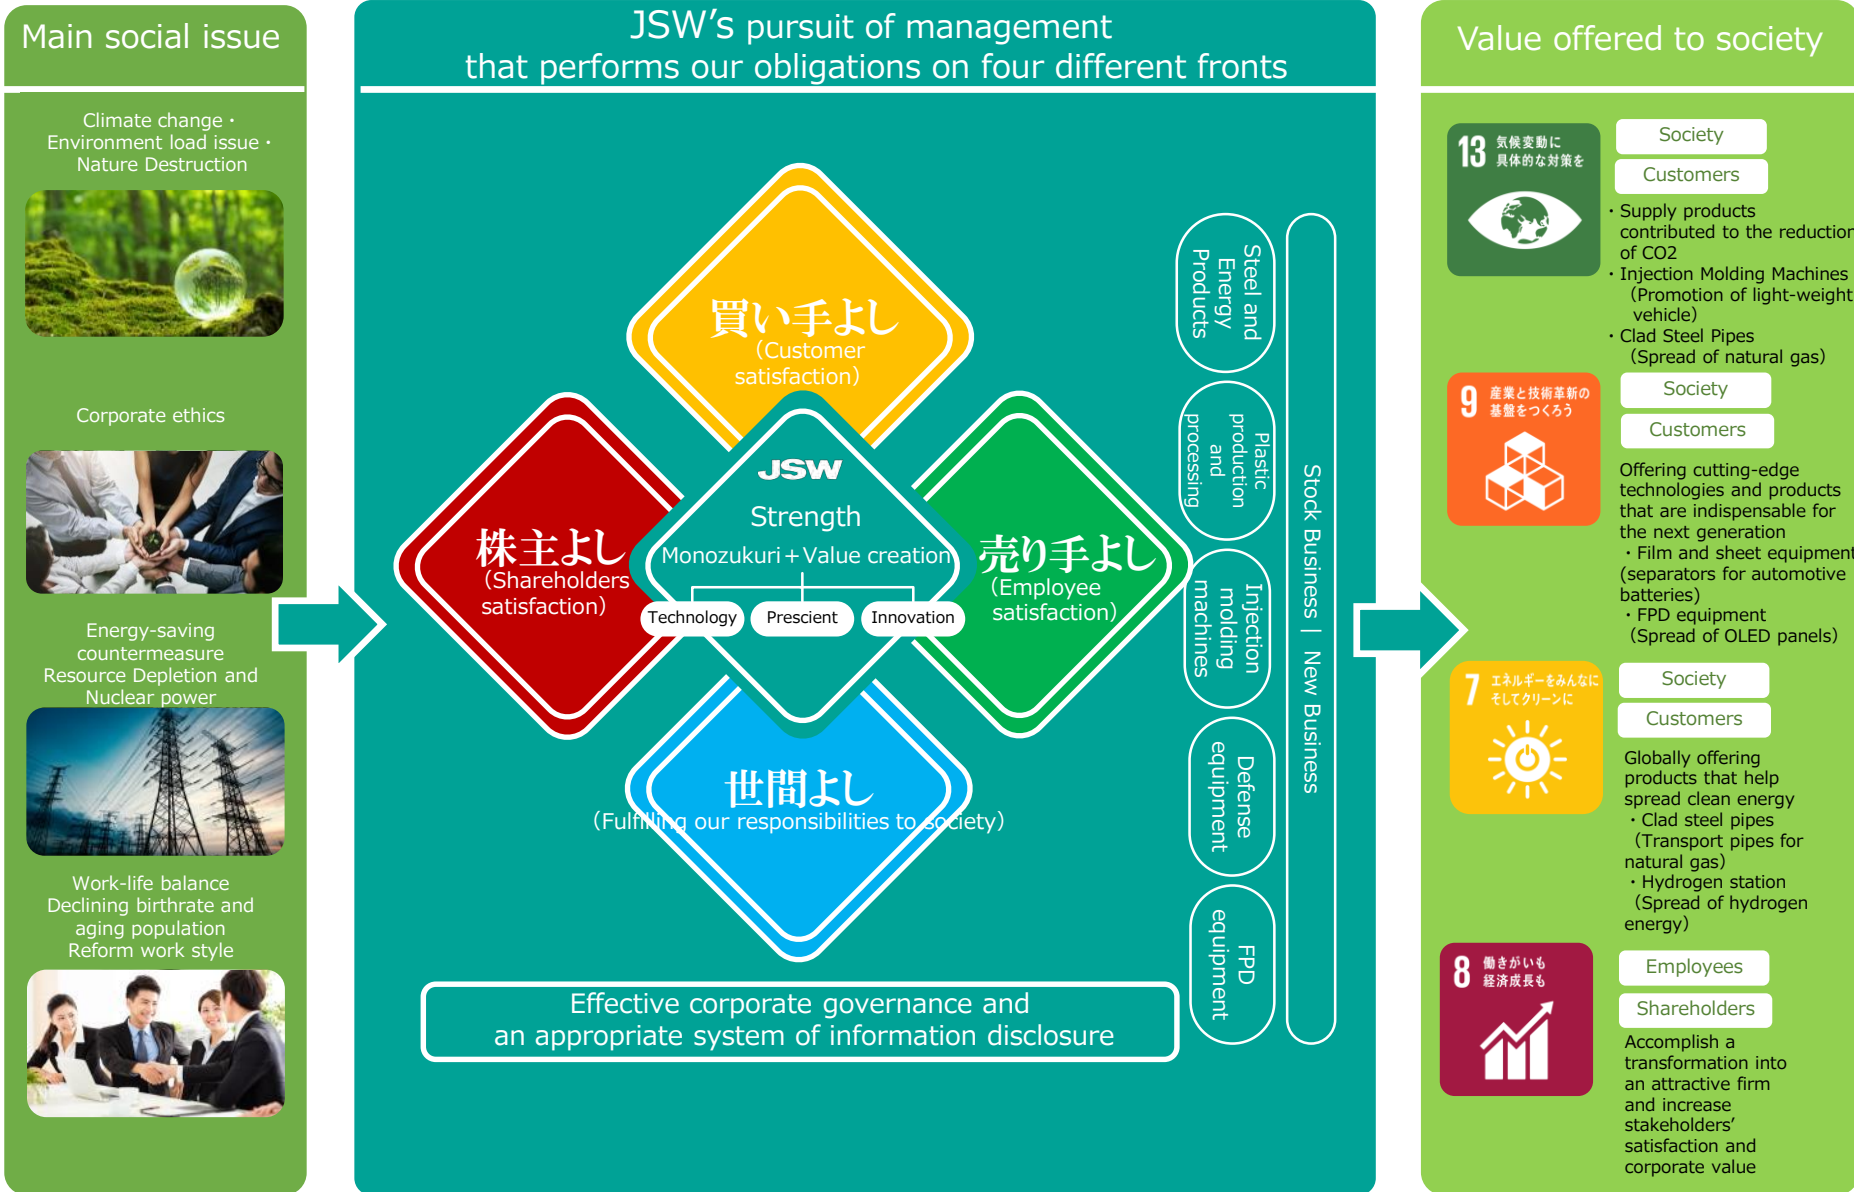 Main social issue
Climate change・
Environment load issue・
Nature Destruction
Corporate ethics
Energy-saving
countermeasure
Resource Depletion and
Nuclear power
Work-life balance
Declining birthrate and
aging population
Reform work style
JSW's pursuit of management
that performs our obligations on four different fronts
買い手よし
（Customer
satisfaction）
株主よし
（Shareholders
satisfaction）
JSW
Strength
Monozukuri＋Value creation
Technology
Prescient
Innovation
売り手よし
（Employee
satisfaction）
世間よし
（Fulfilling our responsibilities to society）
Effective corporate governance and
an appropriate system of information disclosure
Steel and
Energy
Products
Plastic
production
and
processing
Injection
molding
machines
Defense
equipment
FPD
equipment
Stock Business | New Business
Value offered to society
13 気候変動に
具体的な対策を
Society
Customers
・Supply products
contributed to the reduction
of CO2
・Injection Molding Machines
（Promotion of light-weight
vehicle）
・Clad Steel Pipes
（Spread of natural gas）
9 産業と技術革新の
基盤をつくろう
Society
Customers
Offering cutting-edge
technologies and products
that are indispensable for
the next generation
・Film and sheet equipment
(separators for automotive
batteries)
・FPD equipment
（Spread of OLED panels）
7 エネルギーをみんなに
そしてクリーンに
Society
Customers
Globally offering
products that help
spread clean energy
・Clad steel pipes
（Transport pipes for
natural gas）
・Hydrogen station
（Spread of hydrogen
energy）
8 働きがいも
経済成長も
Employees
Shareholders
Accomplish a
transformation into
an attractive firm
and increase
stakeholders'
satisfaction and
corporate value